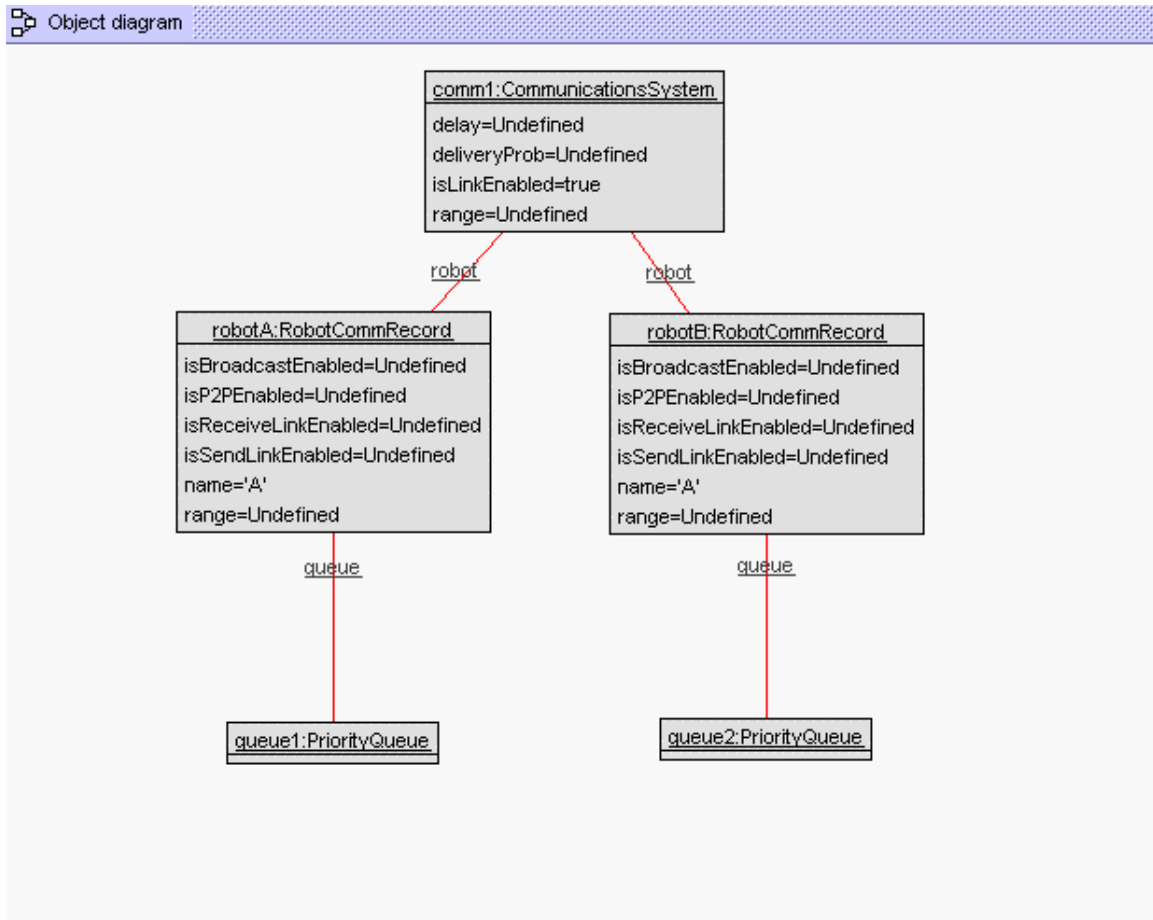 Object diagram
comm1:CommunicationsSystem
delay=Undefined
deliveryProb=Undefined
isLinkEnabled=true
range=Undefined
robot
robot
robotA:RobotCommRecord
isBroadcastEnabled=Undefined
isP2PEnabled=Undefined
isReceiveLinkEnabled=Undefined
isSendLinkEnabled=Undefined
name='A'
range=Undefined
robotB:RobotCommRecord
isBroadcastEnabled=Undefined
isP2PEnabled=Undefined
isReceiveLinkEnabled=Undefined
isSendLinkEnabled=Undefined
name='A'
range=Undefined
queue
queue
queue1:PriorityQueue
queue2:PriorityQueue